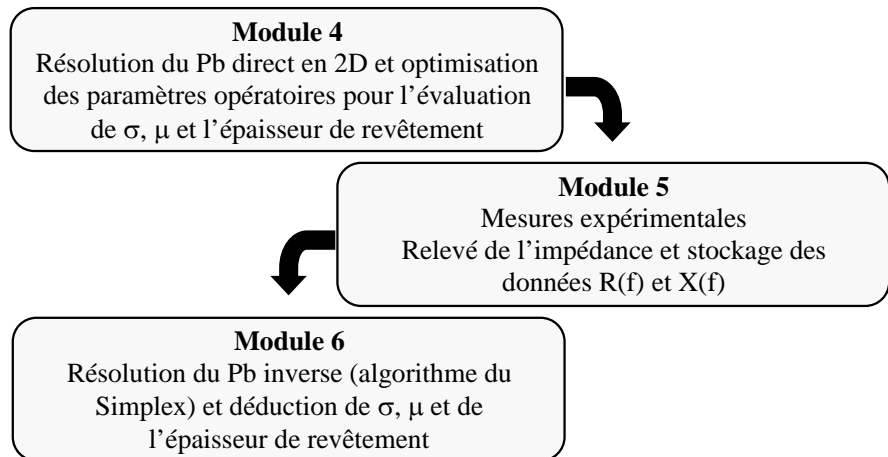 Module 4
Résolution du Pb direct en 2D et optimisation
des paramètres opératoires pour l’évaluation
de σ, μ et l’épaisseur de revêtement
Module 5
Mesures expérimentales
Relevé de l’impédance et stockage des
données R(f) et X(f)
Module 6
Résolution du Pb inverse (algorithme du
Simplex) et déduction de σ, μ et de
l’épaisseur de revêtement